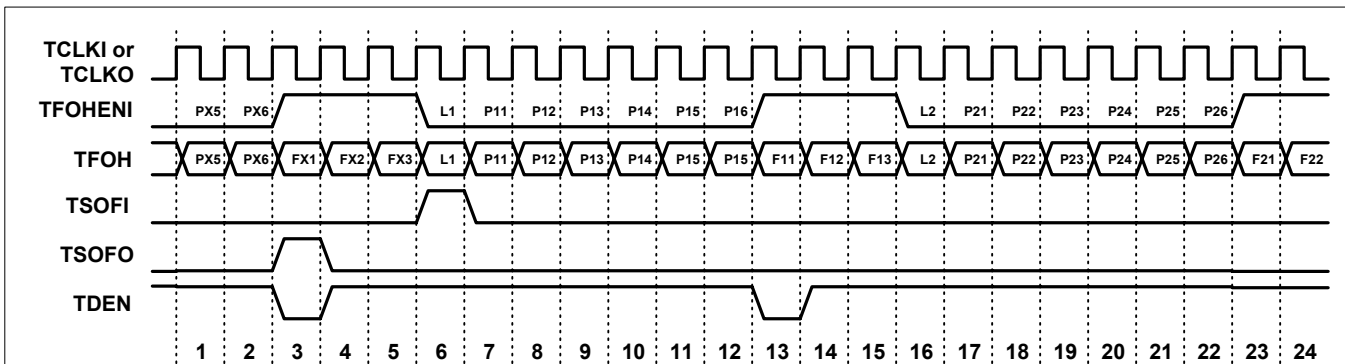 TCLKI or
TCLKO
TFOHENI PX5 PX6 L1 P11 P12 P13 P14 P15 P16 L2 P21 P22 P23 P24 P25 P26
TFOH PX5 PX6 FX1 FX2 FX3 L1 P11 P12 P13 P14 P15 P15 F11 F12 F13 L2 P21 P22 P23 P24 P25 P26 F21 F22
TSOFI
TSOFO
TDEN
1 2 3 4 5 6 7 8 9 10 11 12 13 14 15 16 17 18 19 20 21 22 23 24